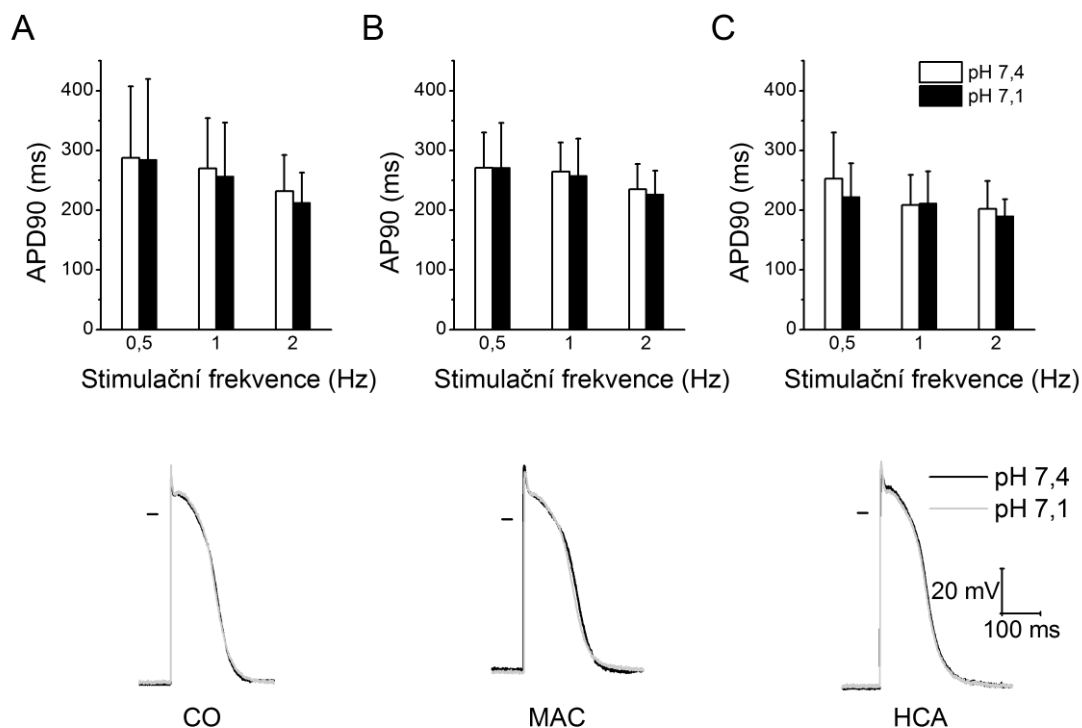 A
B
C
pH 7,4
pH 7,1
APD90 (ms)
400
300
200
100
0
0,5
1
2
Stimulační frekvence (Hz)
AP90 (ms)
400
300
200
100
0
0,5
1
2
Stimulační frekvence (Hz)
APD90 (ms)
400
300
200
100
0
0,5
1
2
Stimulační frekvence (Hz)
pH 7,4
pH 7,1
20 mV
100 ms
CO
MAC
HCA